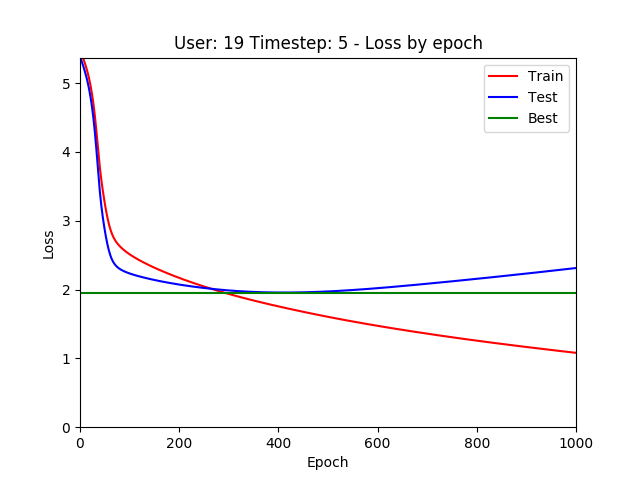 User: 19 Timestep: 5 - Loss by epoch
Train
Test
Best
5
4
3
2
1
0
Loss
0 200 400 600 800 1000
Epoch